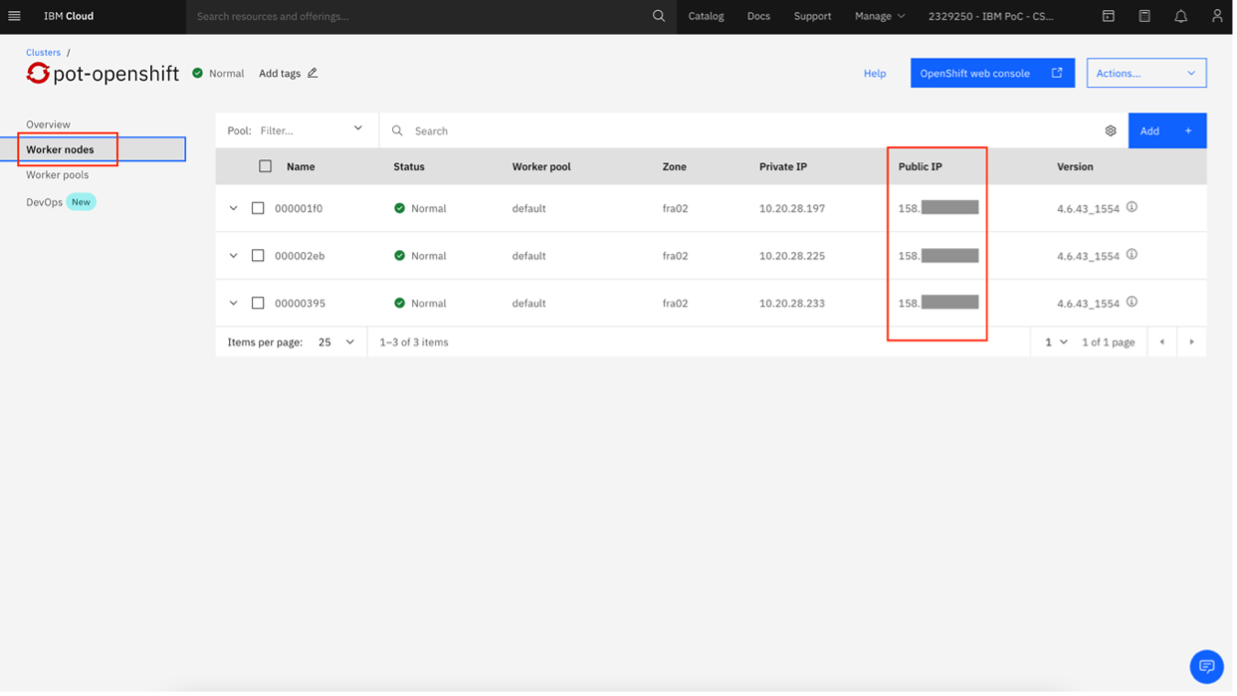 IBM Cloud Search resources and offerings... Catalog Docs Support Manage 2329250 - IBM PoC - CS...
Clusters /
pot-openshift Normal Add tags Help OpenShift web console Actions...
Overview
Worker nodes
Worker pools
DevOps New
Pool: Filter... Search Add +
Name Status Worker pool Zone Private IP Public IP Version
000001f0 Normal default fra02 10.20.28.197 158. 4.6.43_1554
000002eb Normal default fra02 10.20.28.225 158. 4.6.43_1554
00000395 Normal default fra02 10.20.28.233 158. 4.6.43_1554
Items per page: 25 1–3 of 3 items 1 1 of 1 page